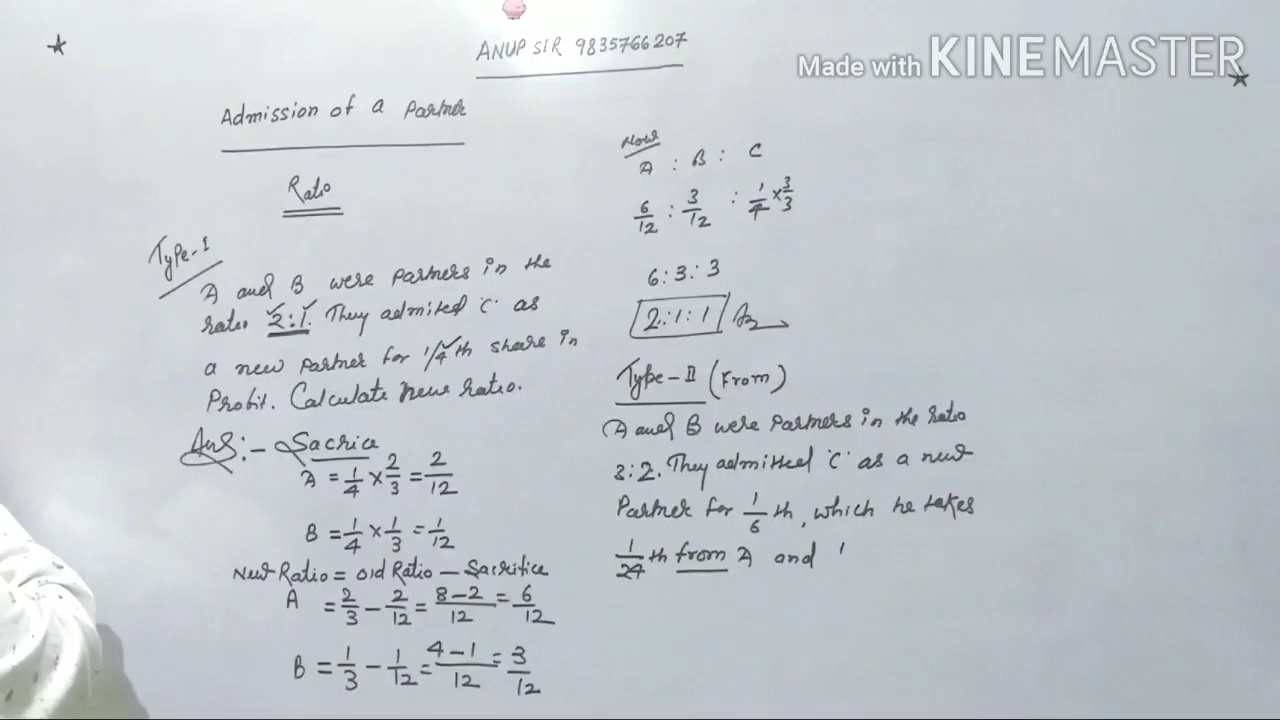 ANUP SIR 9835766207
Made with KINEMASTER
Admission of a Partner
Ratio
Type-I
A and B were partners in the
ratio 2:1. They admitted 'C' as
a new partner for 1/4th share in
Profit. Calculate new ratio.
Ans:- Sacrice
A = 1/4 × 2/3 = 2/12
B = 1/4 × 1/3 = 1/12
New Ratio = Old Ratio - Sacrifice
A = 2/3 - 2/12 = 8-2/12 = 6/12
B = 1/3 - 1/12 = 4-1/12 = 3/12
Now
A : B : C
6/12 : 3/12 : 1/4 × 3/3
6:3:3
2:1:1
Type-II (From)
A and B were partners in the ratio
3:2. They admitted 'C' as a new
Partner for 1/6 th, which he takes
1/24 th from A and